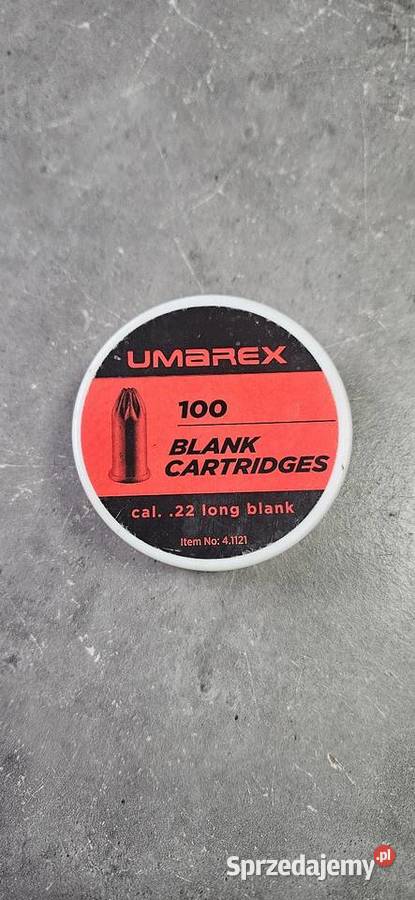 UMAREX
100
BLANK
CARTRIDGES
cal. .22 long blank
Item No: 4.1121
Sprzedajemy.pl